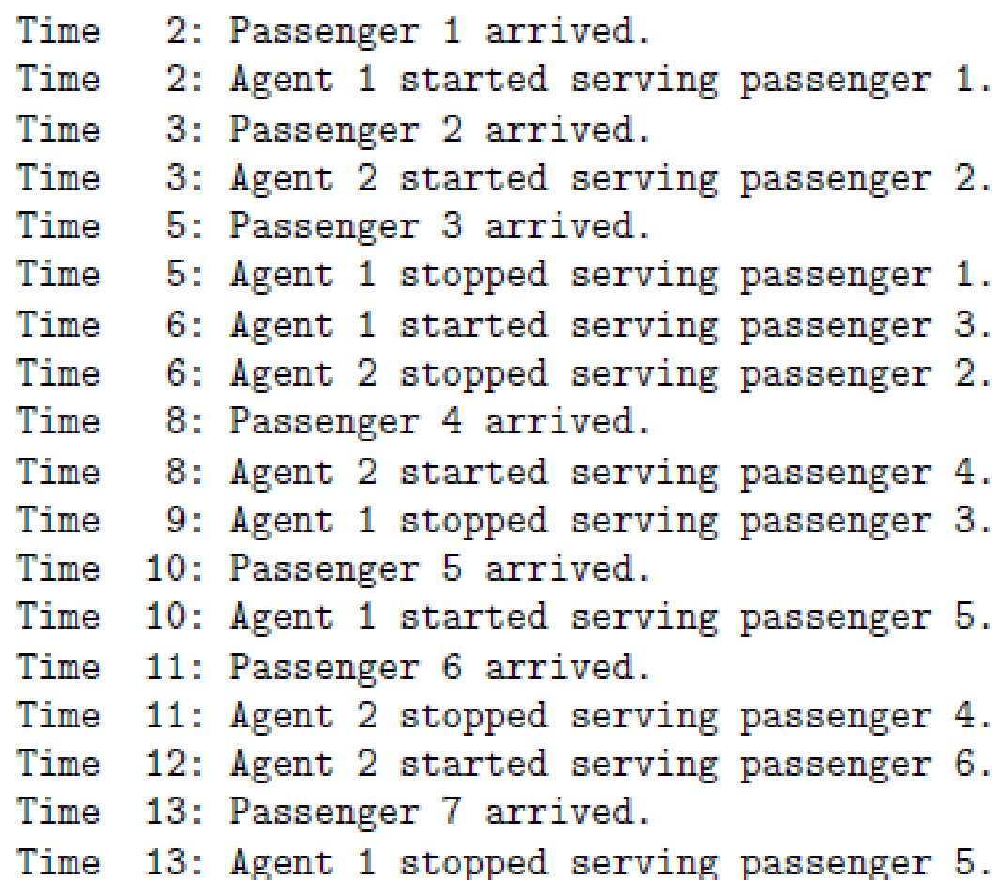 Time   2: Passenger 1 arrived.
Time   2: Agent 1 started serving passenger 1.
Time   3: Passenger 2 arrived.
Time   3: Agent 2 started serving passenger 2.
Time   5: Passenger 3 arrived.
Time   5: Agent 1 stopped serving passenger 1.
Time   6: Agent 1 started serving passenger 3.
Time   6: Agent 2 stopped serving passenger 2.
Time   8: Passenger 4 arrived.
Time   8: Agent 2 started serving passenger 4.
Time   9: Agent 1 stopped serving passenger 3.
Time  10: Passenger 5 arrived.
Time  10: Agent 1 started serving passenger 5.
Time  11: Passenger 6 arrived.
Time  11: Agent 2 stopped serving passenger 4.
Time  12: Agent 2 started serving passenger 6.
Time  13: Passenger 7 arrived.
Time  13: Agent 1 stopped serving passenger 5.